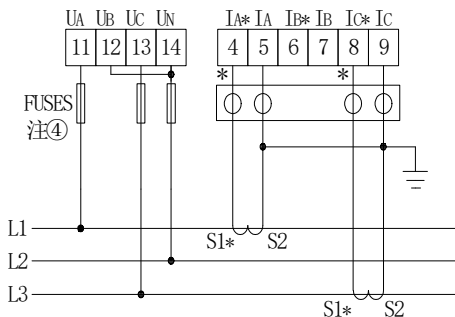 UA UB UC UN IA* IA IB* IB IC* IC
11 12 13 14 4 5 6 7 8 9
* *
FUSES
注④
L1
S1* S2
L2
L3
S1* S2